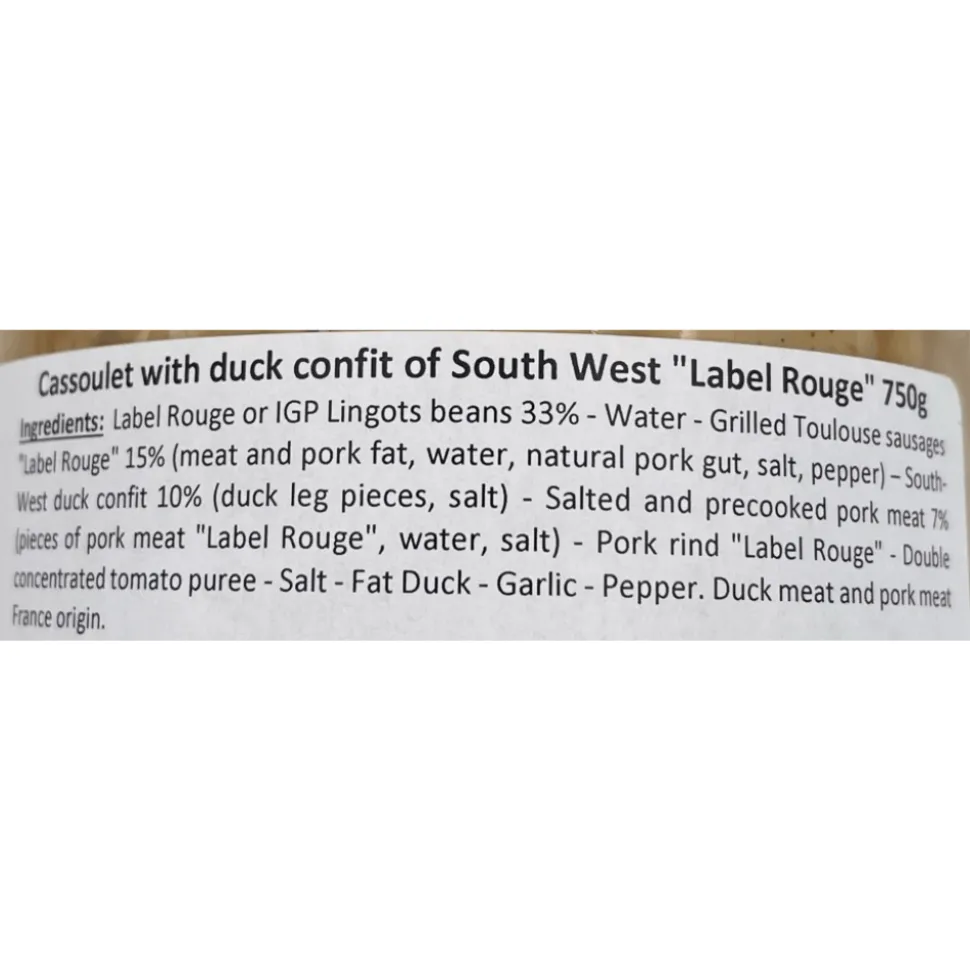 Cassoulet with duck confit of South West "Label Rouge" 750g
Ingredients: Label Rouge or IGP Lingots beans 33% - Water - Grilled Toulouse sausages
"Label Rouge" 15% (meat and pork fat, water, natural pork gut, salt, pepper) – South-
West duck confit 10% (duck leg pieces, salt) - Salted and precooked pork meat 7%
(pieces of pork meat "Label Rouge", water, salt) - Pork rind "Label Rouge" - Double
concentrated tomato puree - Salt - Fat Duck - Garlic - Pepper. Duck meat and pork meat
France origin.